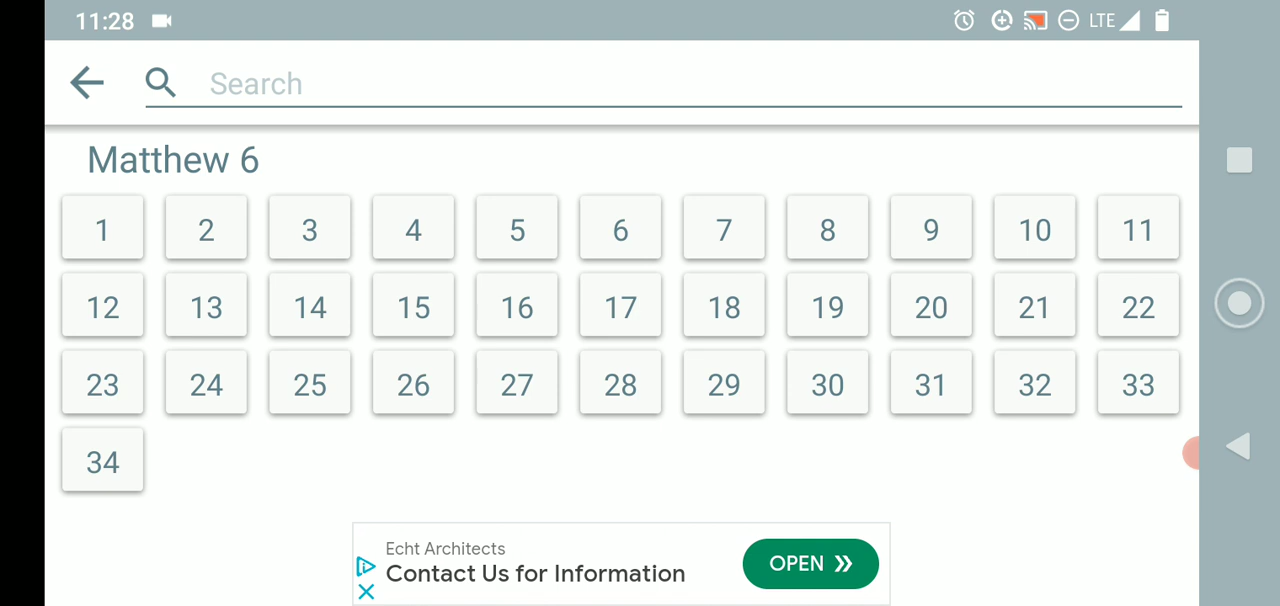 11:28 LTE
Search
Matthew 6
1 2 3 4 5 6 7 8 9 10 11
12 13 14 15 16 17 18 19 20 21 22
23 24 25 26 27 28 29 30 31 32 33
34
Echt Architects
Contact Us for Information
OPEN »